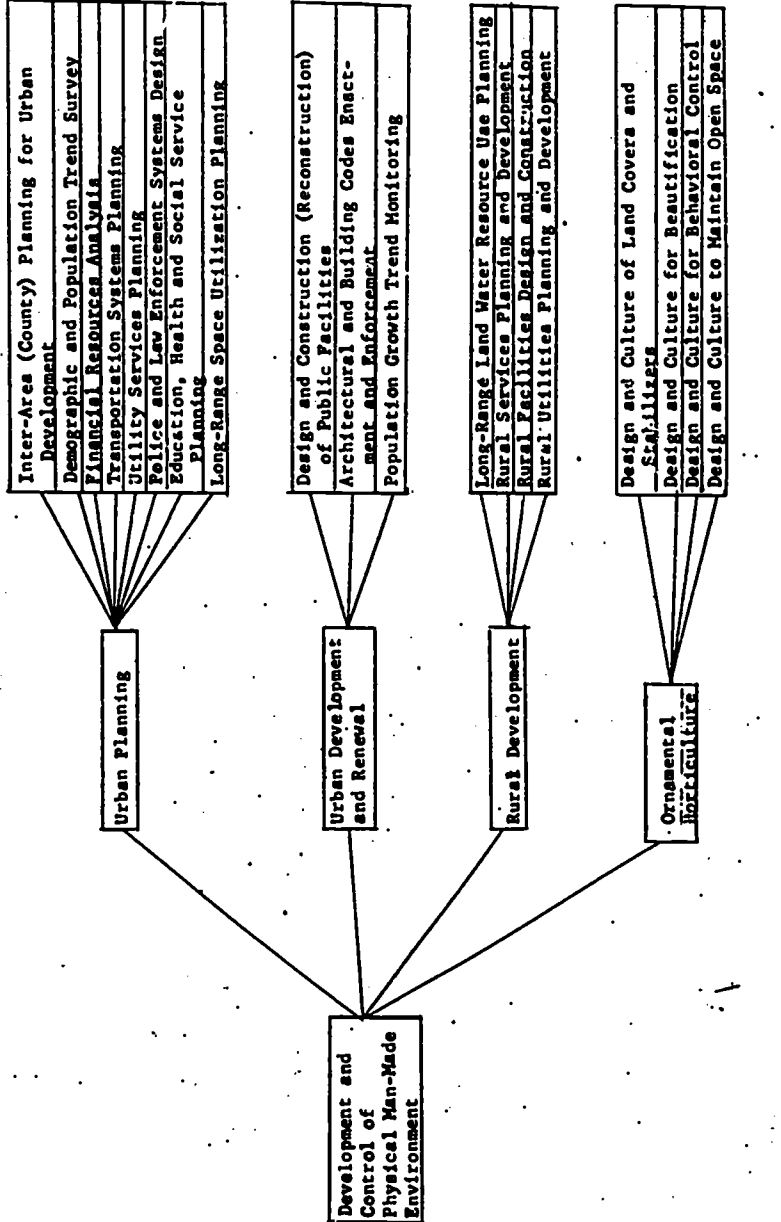 Development and
Control of
Physical Man-Made
Environment
Urban Planning
Urban Development
and Renewal
Rural Development
Ornamental
Horticulture
Inter-Area (County) Planning for Urban
Development
Demographic and Population Trend Survey
Financial Resources Analysis
Transportation Systems Planning
Utility Services Planning
Police and Law Enforcement Systems Design
Education, Health and Social Service
Planning
Long-Range Space Utilization Planning
Design and Construction (Reconstruction)
of Public Facilities
Architectural and Building Codes Enact-
ment and Enforcement
Population Growth Trend Monitoring
Long-Range Land Water Resource Use Planning
Rural Services Planning and Development
Rural Facilities Design and Construction
Rural Utilities Planning and Development
Design and Culture of Land Covers and
Stabilizers
Design and Culture for Beautification
Design and Culture for Behavioral Control
Design and Culture to Maintain Open Space